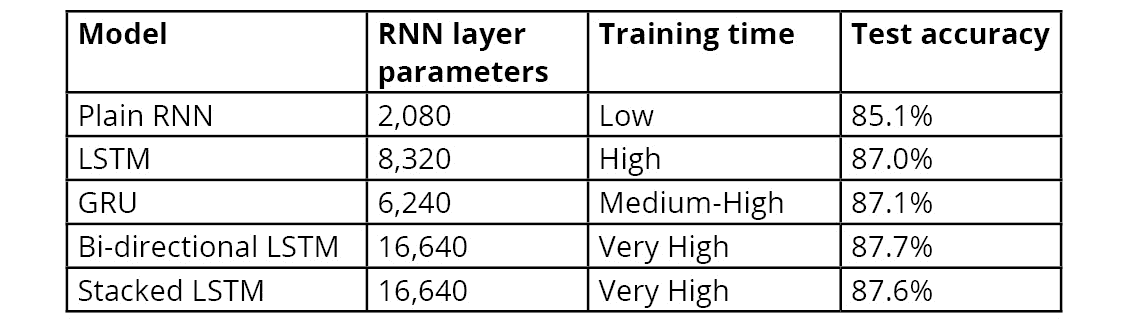 Model RNN layer parameters Training time Test accuracy
Plain RNN 2,080 Low 85.1%
LSTM 8,320 High 87.0%
GRU 6,240 Medium-High 87.1%
Bi-directional LSTM 16,640 Very High 87.7%
Stacked LSTM 16,640 Very High 87.6%